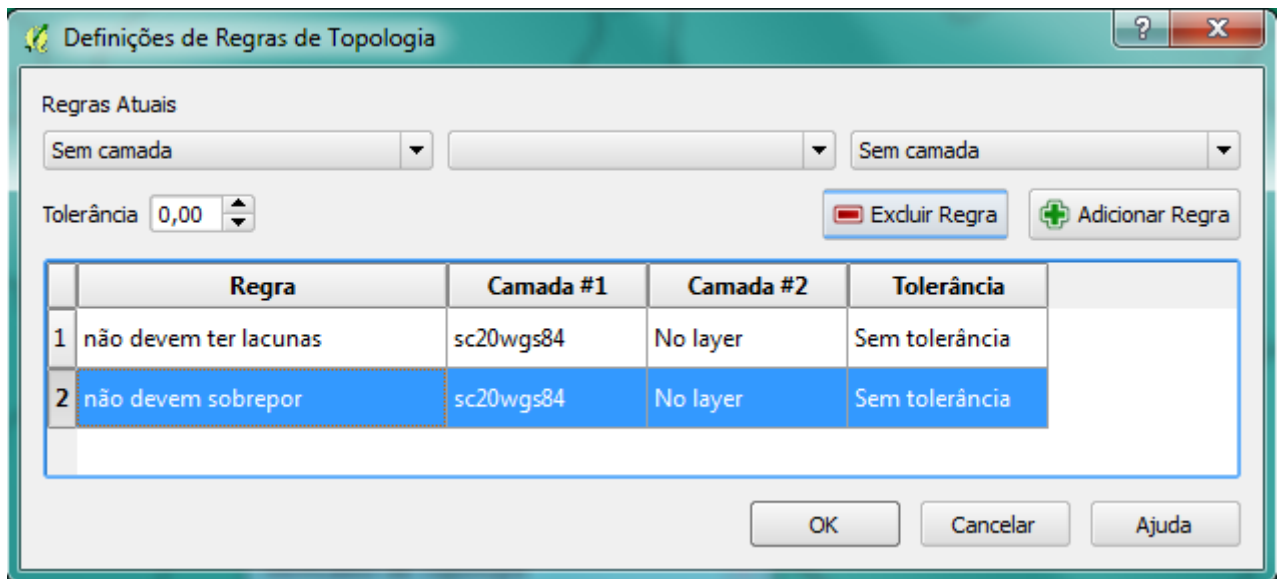 Definições de Regras de Topologia
Regras Atuais
Sem camada Sem camada
Tolerância 0,00 Excluir Regra Adicionar Regra
Regra Camada #1 Camada #2 Tolerância
1 não devem ter lacunas sc20wgs84 No layer Sem tolerância
2 não devem sobrepor sc20wgs84 No layer Sem tolerância
OK Cancelar Ajuda